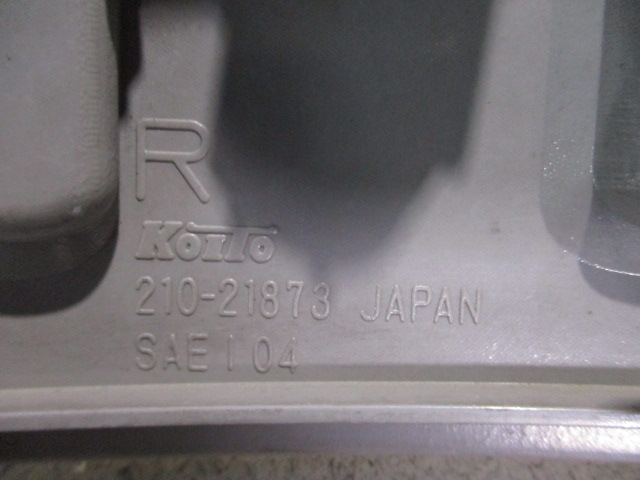 R
KOITO
210-21873 JAPAN
SAE I 04